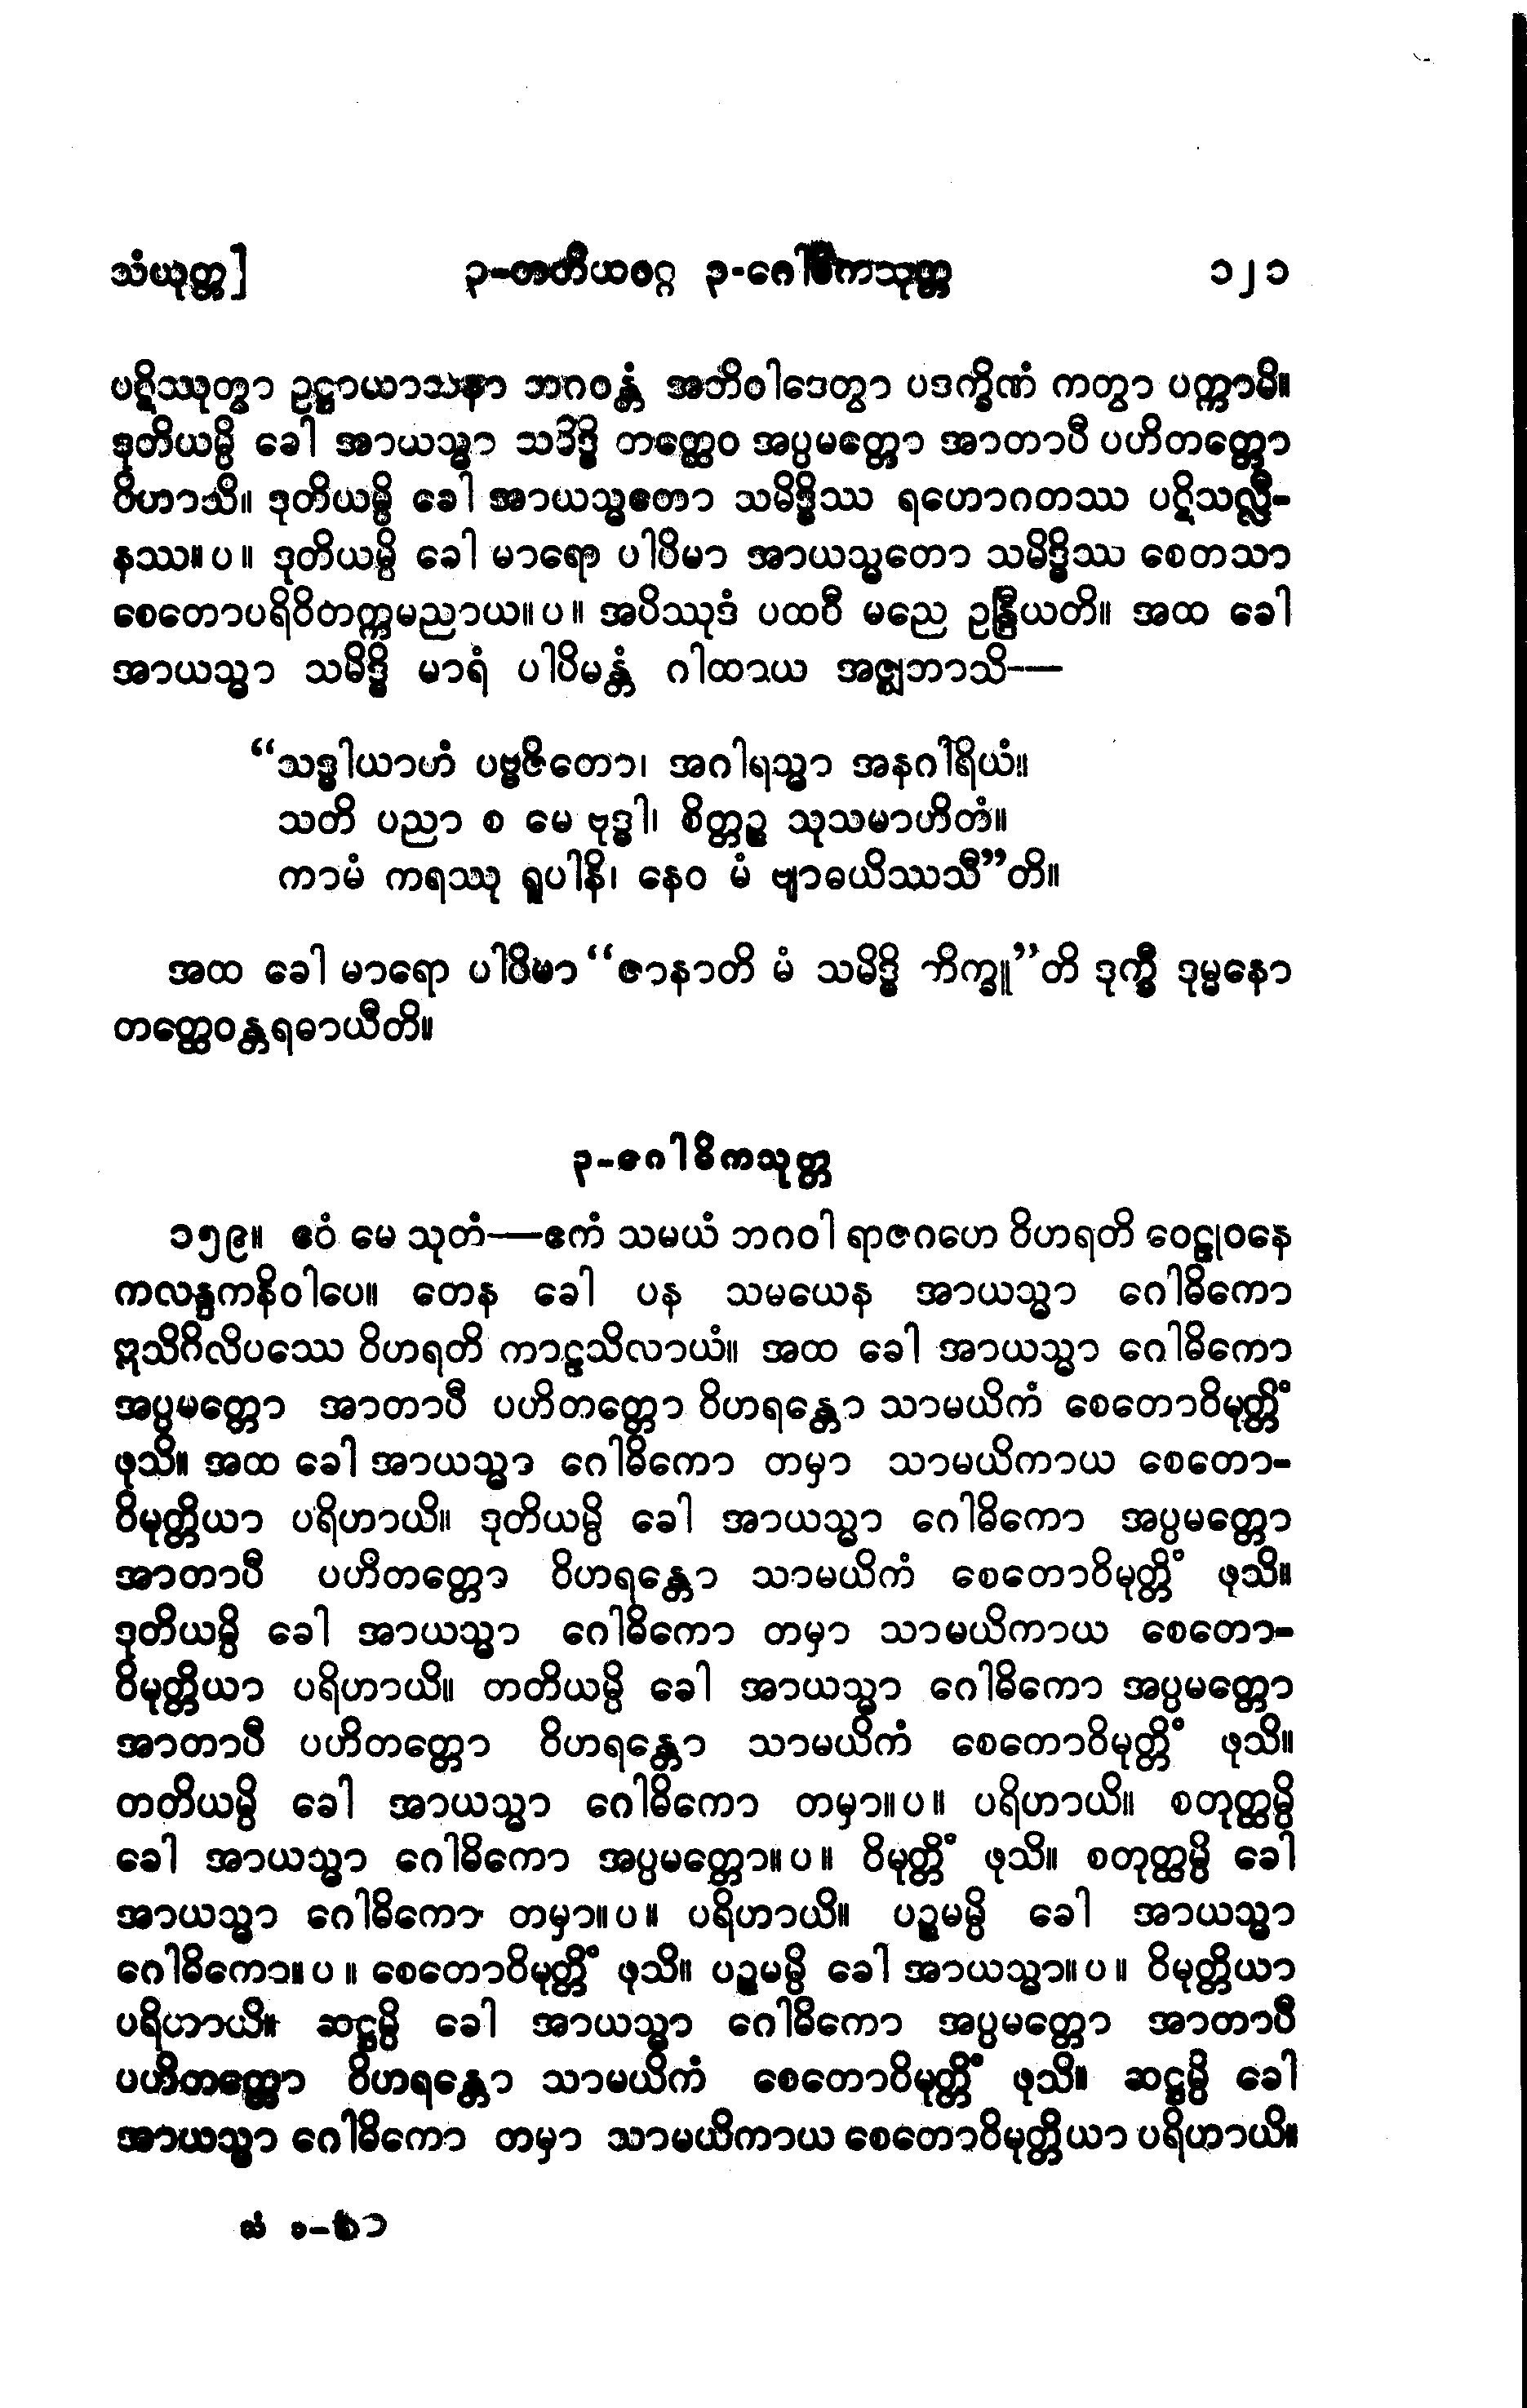 သံယုတ္တ] ၃-တတိယဝဂ္ဂ ၃-ဂေါဓိကသုတ္တ ၁၂၁
ပဋိဿုတွာ ဥဋ္ဌာယာသနာ ဘဂဝန္တံ အဘိဝါဒေတွာ ပဒက္ခိဏံ ကတွာ ပက္ကာမိ။
ဒုတိယမ္ပိ ခေါ အာယသ္မာ သမိဒ္ဓိ တတ္ထေဝ အပ္ပမတ္တော အာတာပီ ပဟိတတ္တော
ဝိဟာသိ။ ဒုတိယမ္ပိ ခေါ အာယသ္မတော သမိဒ္ဓိဿ ရဟောဂတဿ ပဋိသလ္လီ-
နဿ။ပ။ ဒုတိယမ္ပိ ခေါ မာရော ပါပိမာ အာယသ္မတော သမိဒ္ဓိဿ စေတသာ
စေတောပရိဝိတက္ကမညာယ။ပ။ အပိဿုဒံ ပထဝီ မညေ ဥန္ဒြီယတိ။ အထ ခေါ
အာယသ္မာ သမိဒ္ဓိ မာရံ ပါပိမန္တံ ဂါထာယ အဇ္ဈဘာသိ—
“သဒ္ဓါယာဟံ ပဗ္ဗဇိတော၊ အဂါရသ္မာ အနဂါရိယံ။
သတိ ပညာ စ မေ ဗုဒ္ဓါ၊ စိတ္တဉ္စ သုသမာဟိတံ။
ကာမံ ကရဿု ရူပါနိ၊ နေဝ မံ ဗျာဓယိဿသီ”တိ။
အထ ခေါ မာရော ပါပိမာ “ဇာနာတိ မံ သမိဒ္ဓိ ဘိက္ခူ”တိ ဒုက္ခီ ဒုမ္မနော
တတ္ထေဝန္တရဓာယီတိ။
၃-ဂေါဓိကသုတ္တ
၁၅၉။ ဧဝံ မေ သုတံ—ဧကံ သမယံ ဘဂဝါ ရာဇဂဟေ ဝိဟရတိ ဝေဠုဝနေ
ကလန္ဒကနိဝါပေ။ တေန ခေါ ပန သမယေန အာယသ္မာ ဂေါဓိကော
ဣသိဂိလိပဿေ ဝိဟရတိ ကာဠသိလာယံ။ အထ ခေါ အာယသ္မာ ဂေါဓိကော
အပ္ပမတ္တော အာတာပီ ပဟိတတ္တော ဝိဟရန္တော သာမယိကံ စေတောဝိမုတ္တိံ
ဖုသိ။ အထ ခေါ အာယသ္မာ ဂေါဓိကော တမှာ သာမယိကာယ စေတော-
ဝိမုတ္တိယာ ပရိဟာယိ။ ဒုတိယမ္ပိ ခေါ အာယသ္မာ ဂေါဓိကော အပ္ပမတ္တော
အာတာပီ ပဟိတတ္တော ဝိဟရန္တော သာမယိကံ စေတောဝိမုတ္တိံ ဖုသိ။
ဒုတိယမ္ပိ ခေါ အာယသ္မာ ဂေါဓိကော တမှာ သာမယိကာယ စေတော-
ဝိမုတ္တိယာ ပရိဟာယိ။ တတိယမ္ပိ ခေါ အာယသ္မာ ဂေါဓိကော အပ္ပမတ္တော
အာတာပီ ပဟိတတ္တော ဝိဟရန္တော သာမယိကံ စေတောဝိမုတ္တိံ ဖုသိ။
တတိယမ္ပိ ခေါ အာယသ္မာ ဂေါဓိကော တမှာ။ပ။ ပရိဟာယိ။ စတုတ္ထမ္ပိ
ခေါ အာယသ္မာ ဂေါဓိကော အပ္ပမတ္တော။ပ။ ဝိမုတ္တိံ ဖုသိ။ စတုတ္ထမ္ပိ ခေါ
အာယသ္မာ ဂေါဓိကော တမှာ။ပ။ ပရိဟာယိ။ ပဉ္စမမ္ပိ ခေါ အာယသ္မာ
ဂေါဓိကော။ပ။ စေတောဝိမုတ္တိံ ဖုသိ။ ပဉ္စမမ္ပိ ခေါ အာယသ္မာ။ပ။ ဝိမုတ္တိယာ
ပရိဟာယိ။ ဆဋ္ဌမ္ပိ ခေါ အာယသ္မာ ဂေါဓိကော အပ္ပမတ္တော အာတာပီ
ပဟိတတ္တော ဝိဟရန္တော သာမယိကံ စေတောဝိမုတ္တိံ ဖုသိ။ ဆဋ္ဌမ္ပိ ခေါ
အာယသ္မာ ဂေါဓိကော တမှာ သာမယိကာယ စေတောဝိမုတ္တိယာ ပရိဟာယိ။